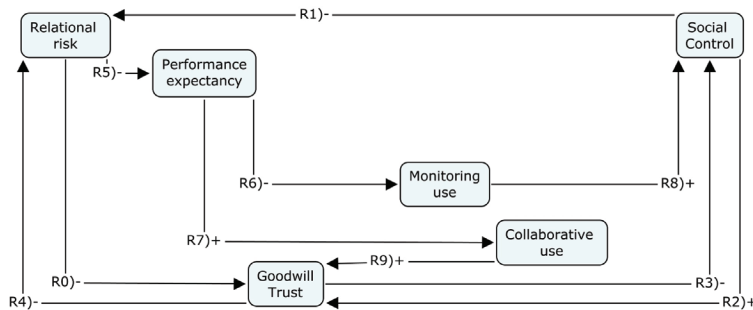 R1)-
Relational
risk
Social
Control
R5)-
Performance
expectancy
Monitoring
use
R6)-
R8)+
Collaborative
use
R7)+
R9)+
Goodwill
Trust
R0)-
R3)-
R4)-
R2)+